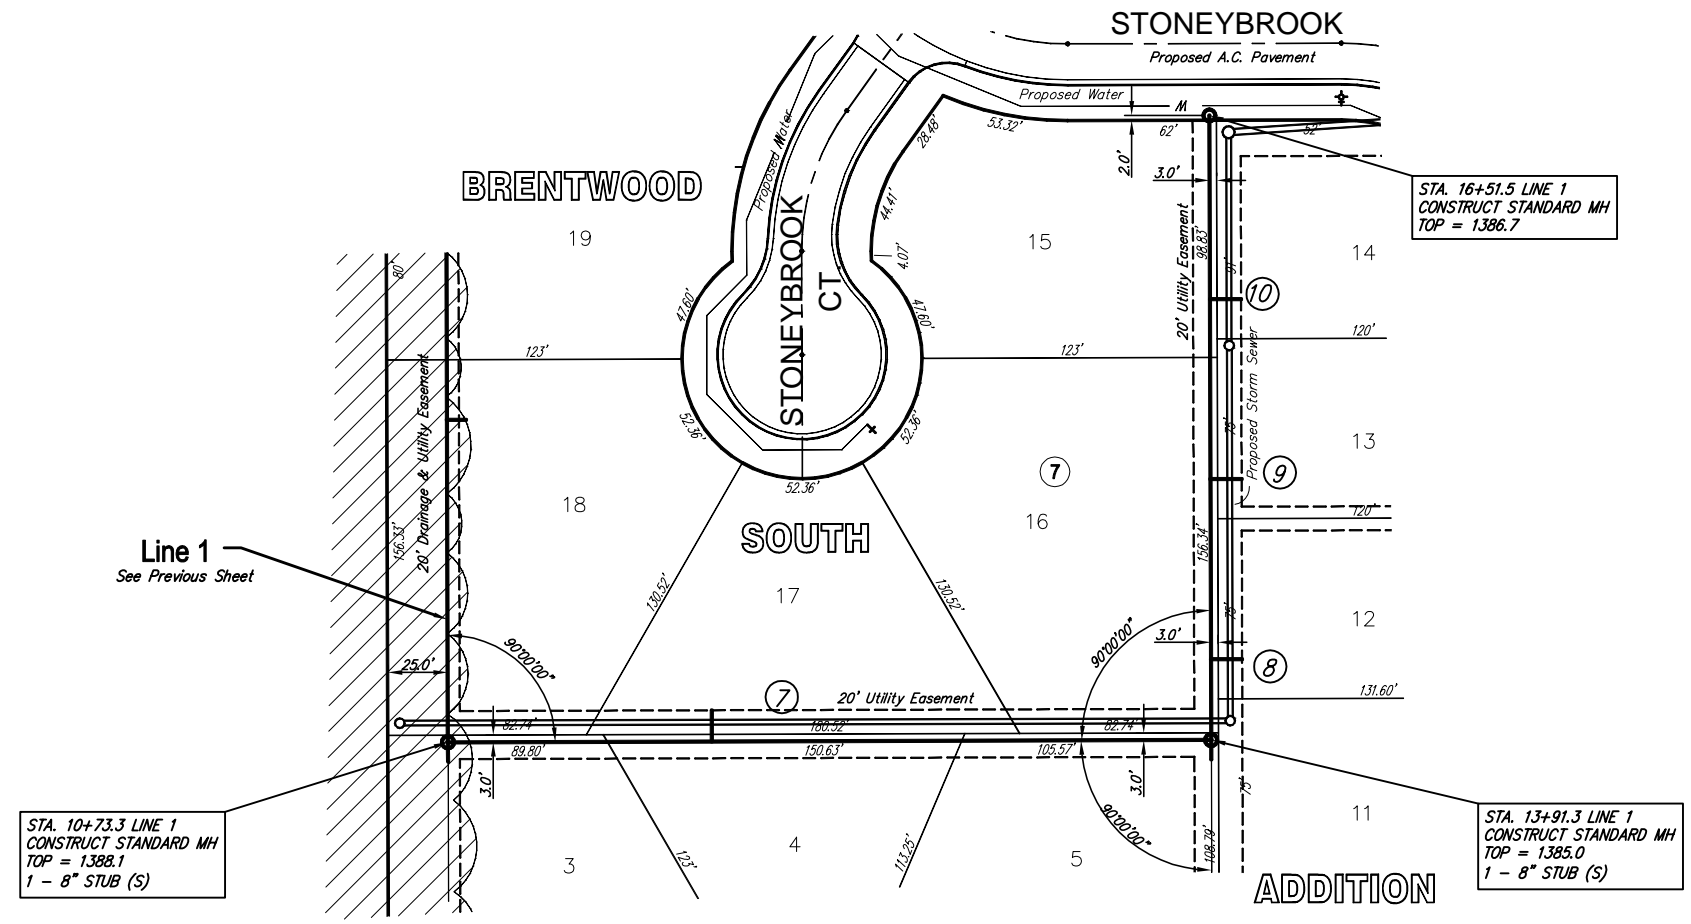 STONEYBROOK
Proposed A.C. Pavement
Proposed Water
W
62'
52'
53.32'
28.48'
2.0'
3.0'
STA. 16+51.5 LINE 1
CONSTRUCT STANDARD MH
TOP = 1386.7
Proposed Water
W
BRENTWOOD
19
15
14
44.41'
4.07'
20' Utility Easement
98.83'
91'
80'
STONEYBROOK
CT
47.60'
47.60'
10
120'
123'
123'
Proposed Storm Sewer
75'
52.36'
52.36'
52.36'
13
7
9
20' Drainage & Utility Easement
156.33'
18
16
120'
SOUTH
Line 1
See Previous Sheet
156.34'
130.52'
130.52'
17
75'
12
90°00'00"
90°00'00"
3.0'
25.0'
8
7
20' Utility Easement
131.60'
82.74'
180.52'
82.74'
89.80'
150.63'
105.57'
3.0'
3.0'
75'
90°00'00"
108.79'
11
STA. 10+73.3 LINE 1
CONSTRUCT STANDARD MH
TOP = 1388.1
1 - 8" STUB (S)
STA. 13+91.3 LINE 1
CONSTRUCT STANDARD MH
TOP = 1385.0
1 - 8" STUB (S)
3
123'
4
113.25'
5
ADDITION